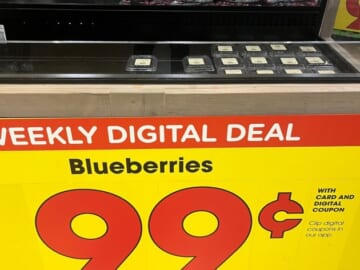 WEEKLY DIGITAL DEAL
Blueberries
99¢
WITH
CARD AND
DIGITAL
COUPON
Clip digital
coupons in
our app.